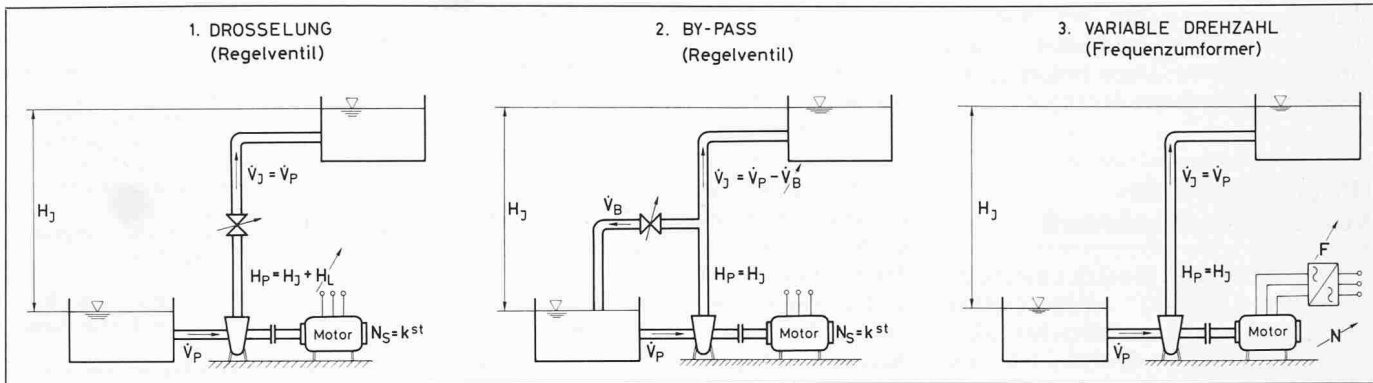 1. DROSSELUNG
(Regelventil)
H_J
V̇_J = V̇_P
H_P = H_J + H_L
Motor
N_S = k^st
V̇_P
2. BY-PASS
(Regelventil)
H_J
V̇_J = V̇_P - V̇_B
V̇_B
H_P = H_J
Motor
N_S = k^st
V̇_P
3. VARIABLE DREHZAHL
(Frequenzumformer)
H_J
V̇_J = V̇_P
F
H_P = H_J
Motor
N
V̇_P